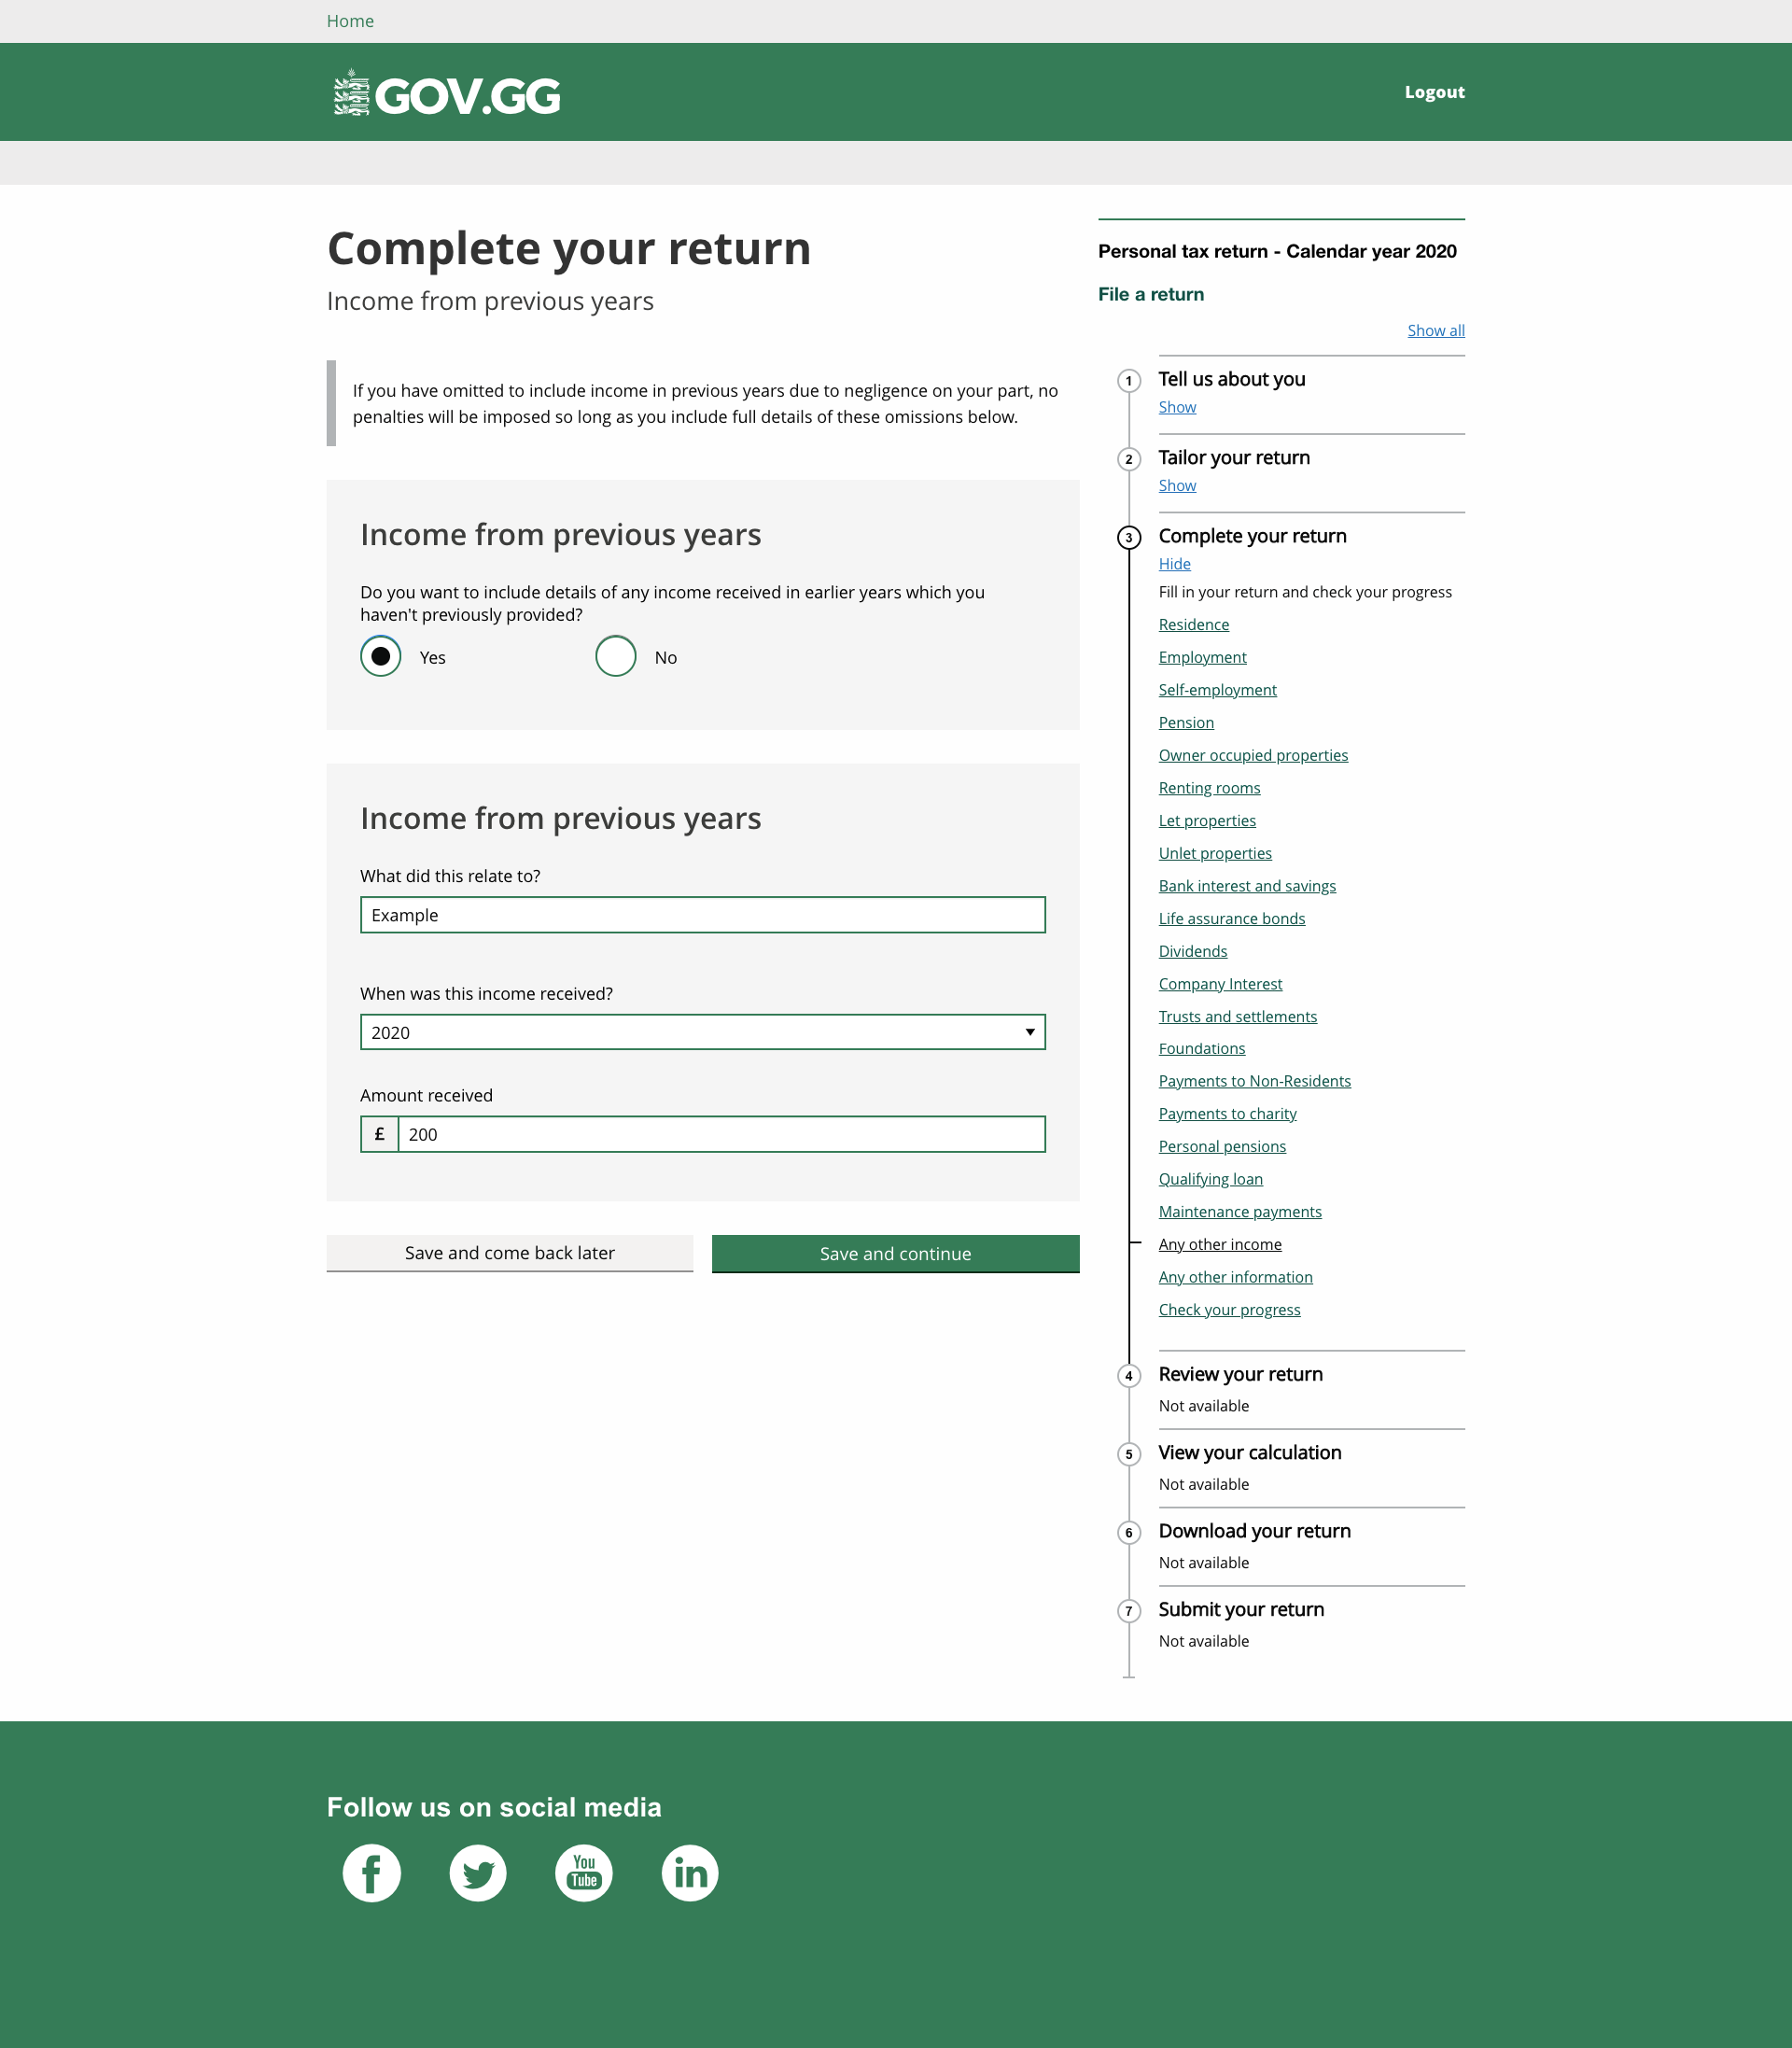 Home
GOV.GG
Logout
Complete your return
Income from previous years
If you have omitted to include income in previous years due to negligence on your part, no
penalties will be imposed so long as you include full details of these omissions below.
Income from previous years
Do you want to include details of any income received in earlier years which you
haven't previously provided?
Yes
No
Income from previous years
What did this relate to?
Example
When was this income received?
2020
Amount received
£
200
Save and come back later
Save and continue
Personal tax return - Calendar year 2020
File a return
Show all
1
Tell us about you
Show
2
Tailor your return
Show
3
Complete your return
Hide
Fill in your return and check your progress
Residence
Employment
Self-employment
Pension
Owner occupied properties
Renting rooms
Let properties
Unlet properties
Bank interest and savings
Life assurance bonds
Dividends
Company Interest
Trusts and settlements
Foundations
Payments to Non-Residents
Payments to charity
Personal pensions
Qualifying loan
Maintenance payments
Any other income
Any other information
Check your progress
4
Review your return
Not available
5
View your calculation
Not available
6
Download your return
Not available
7
Submit your return
Not available
Follow us on social media
f
You
Tube
in